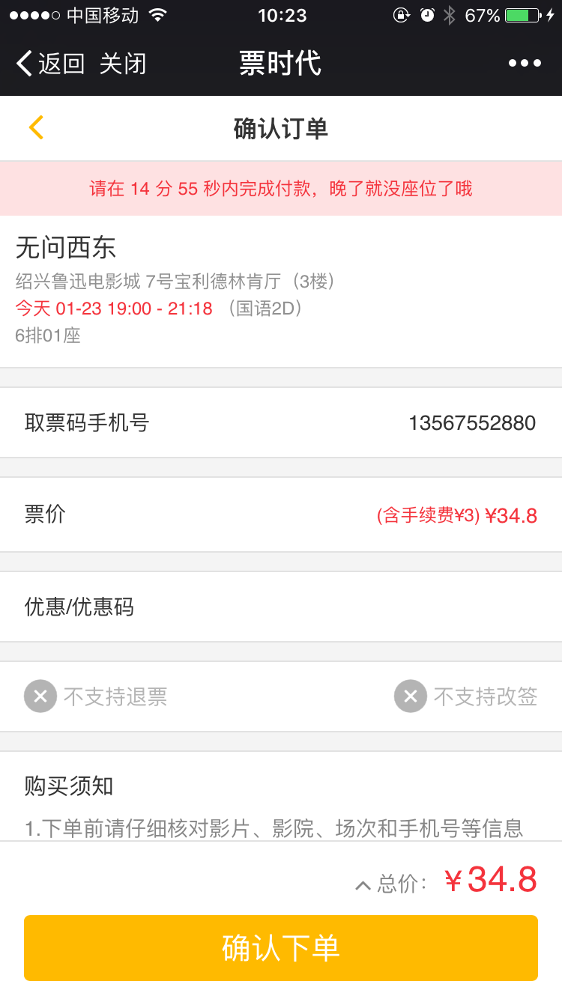 中国移动 10:23 67%
返回 关闭 票时代
确认订单
请在 14 分 55 秒内完成付款，晚了就没座位了哦
无问西东
绍兴鲁迅电影城 7号宝利德林肯厅（3楼）
今天 01-23 19:00 - 21:18 （国语2D）
6排01座
取票码手机号 13567552880
票价 (含手续费¥3) ¥34.8
优惠/优惠码
不支持退票 不支持改签
购买须知
1.下单前请仔细核对影片、影院、场次和手机号等信息
总价： ￥34.8
确认下单